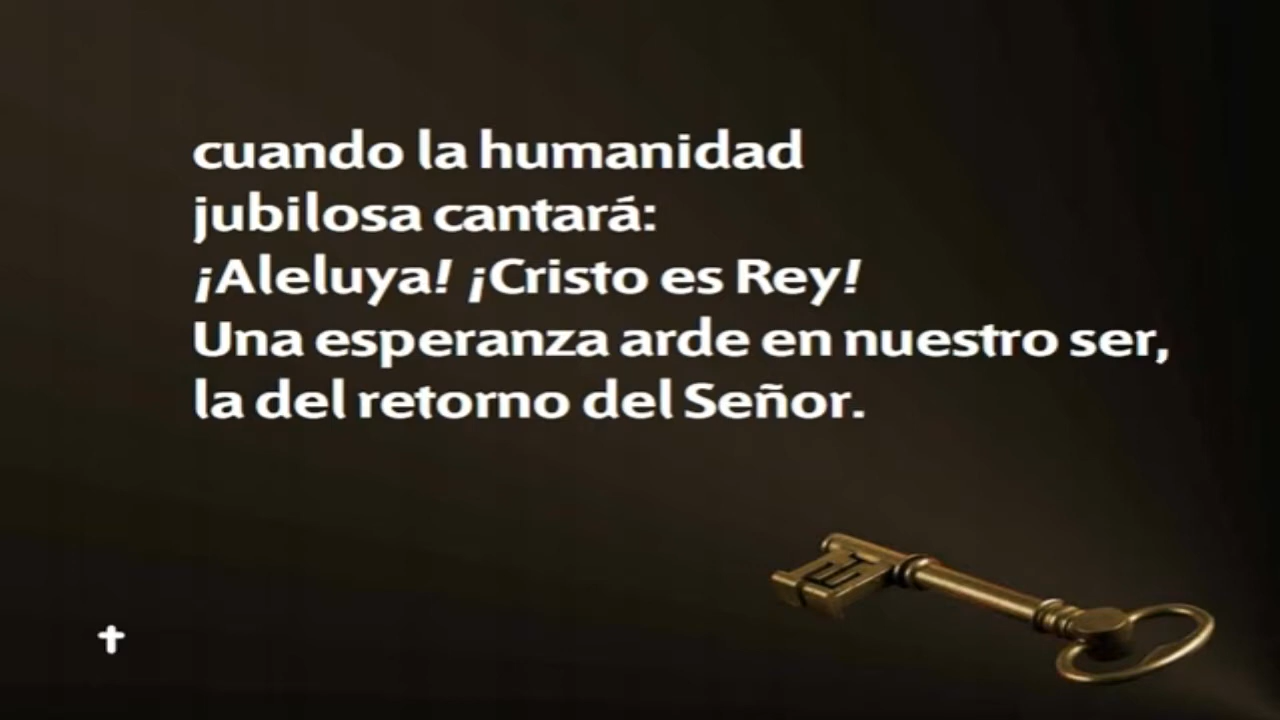 cuando la humanidad
jubilosa cantará:
¡Aleluya! ¡Cristo es Rey!
Una esperanza arde en nuestro ser,
la del retorno del Señor.